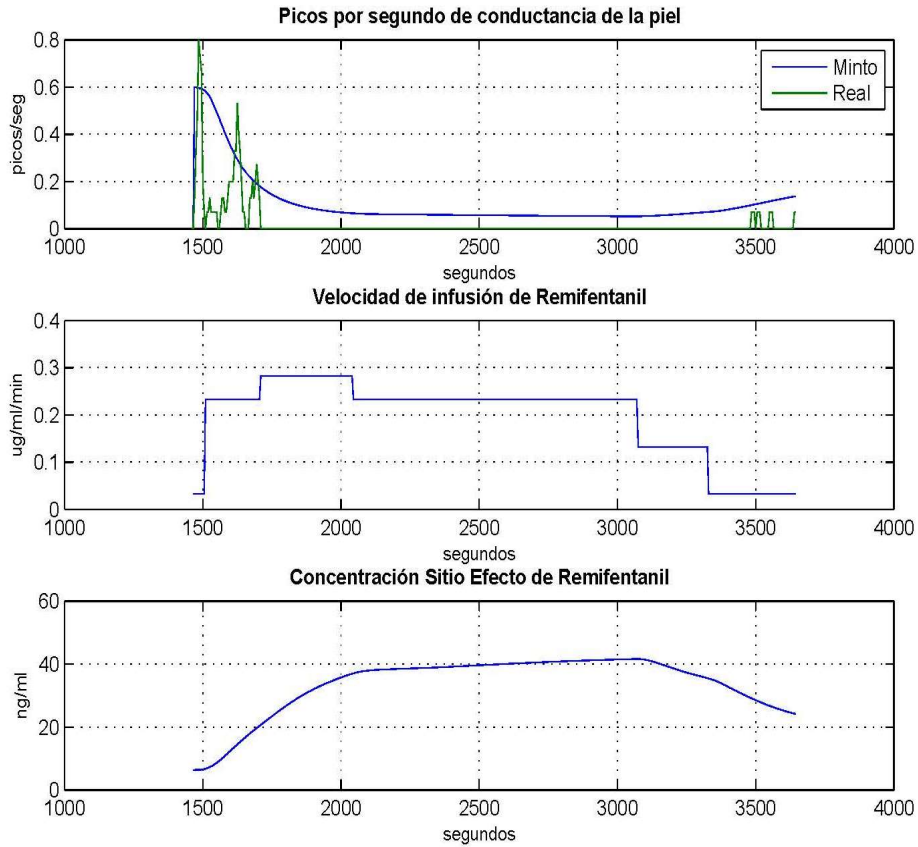 Picos por segundo de conductancia de la piel
picos/seg
0.8
0.6
0.4
0.2
0
Minto
Real
1000 1500 2000 2500 3000 3500 4000
segundos
Velocidad de infusión de Remifentanil
ug/ml/min
0.4
0.3
0.2
0.1
0
1000 1500 2000 2500 3000 3500 4000
segundos
Concentración Sitio Efecto de Remifentanil
ng/ml
60
40
20
0
1000 1500 2000 2500 3000 3500 4000
segundos